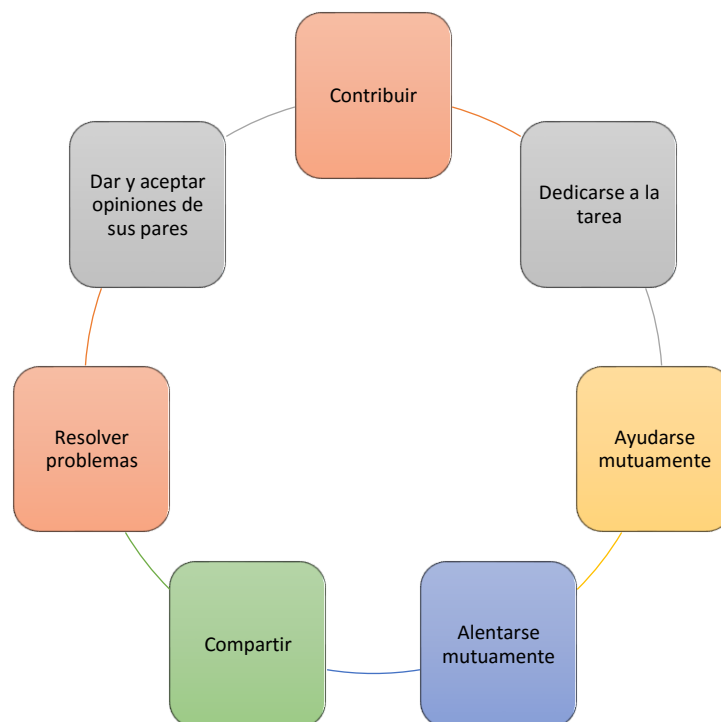 Contribuir
Dedicarse a la
tarea
Ayudarse
mutuamente
Alentarse
mutuamente
Compartir
Resolver
problemas
Dar y aceptar
opiniones de
sus pares